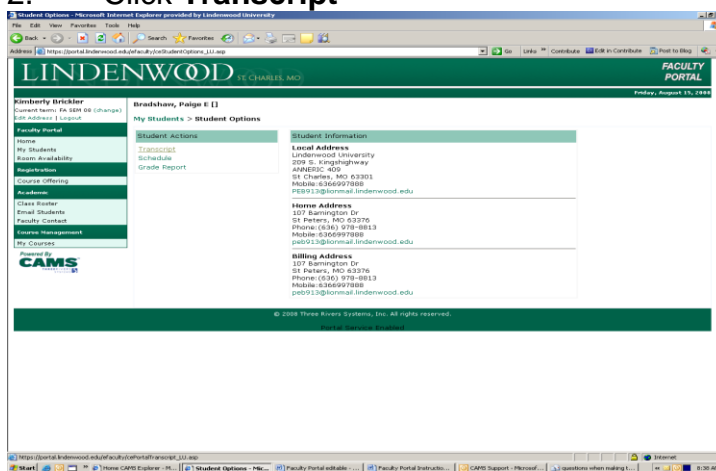 2. Click Transcript
Student Options - Microsoft Internet Explorer provided by Lindenwood University
File Edit View Favorites Tools Help
Back Search Favorites
Address https://portal.lindenwood.edu/efaculty/ceStudentOptions_LU.asp Go Links Contribute Edit in Contribute Post to Blog
LINDENWOOD ST. CHARLES, MO
FACULTY
PORTAL
Friday, August 15, 2008
Kimberly Brickler
Current term: FA SEM 08 (change)
Edit Address | Logout
Faculty Portal
Home
My Students
Room Availability
Registration
Course Offering
Academic
Class Roster
Email Students
Faculty Contact
Course Management
My Courses
Powered By
CAMS
Bradshaw, Paige E []
My Students > Student Options
Student Actions
Transcript
Schedule
Grade Report
Student Information
Local Address
Lindenwood University
209 S. Kingshighway
ANNERIC 409
St Charles, MO 63301
Mobile:6366997888
PEB913@lionmail.lindenwood.edu
Home Address
107 Barnington Dr
St Peters, MO 63376
Phone:(636) 978-8813
Mobile:6366997888
peb913@lionmail.lindenwood.edu
Billing Address
107 Barnington Dr
St Peters, MO 63376
Phone:(636) 978-8813
Mobile:6366997888
peb913@lionmail.lindenwood.edu
© 2008 Three Rivers Systems, Inc. All rights reserved.
Portal Service Enabled
https://portal.lindenwood.edu/efaculty/cePortalTranscript_LU.asp Internet
Start Home CAMS Explorer - M... Student Options - Mic... Faculty Portal editable - ... Faculty Portal Instructio... CAMS Support - Microsof... questions when making t... 8:38 AM